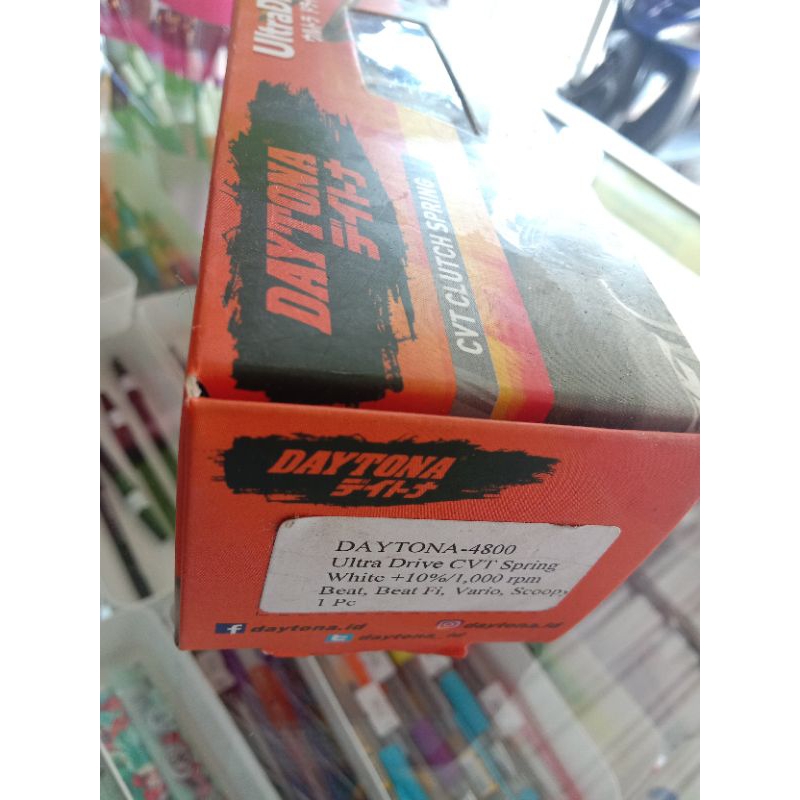 DAYTONA
デイトナ
CVT CLUTCH SPRING
DAYTONA
デイトナ
DAYTONA-4800
Ultra Drive CVT Spring
White +10%/1,000 rpm
Beat, Beat Fi, Vario, Scoopy
1 Pc
daytona.id
daytona.id
daytona_id